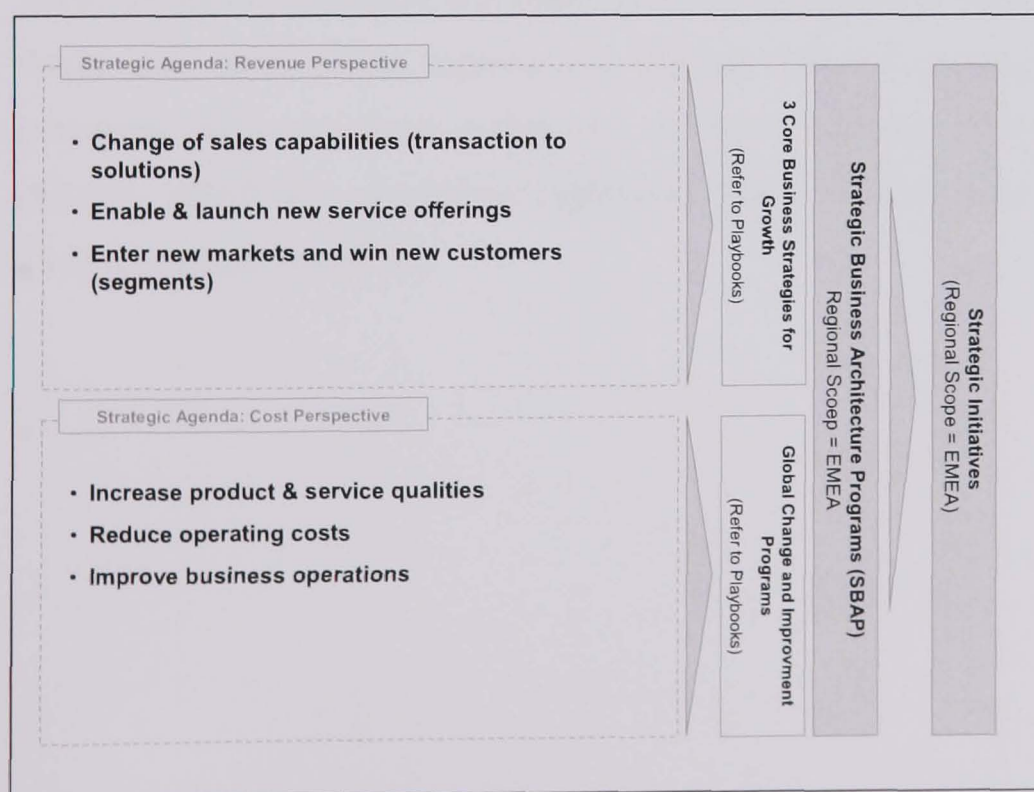 Strategic Agenda: Revenue Perspective
• Change of sales capabilities (transaction to
solutions)
• Enable & launch new service offerings
• Enter new markets and win new customers
(segments)
3 Core Business Strategies for
Growth
(Refer to Playbooks)
Strategic Agenda: Cost Perspective
• Increase product & service qualities
• Reduce operating costs
• Improve business operations
Global Change and Improvment
Programs
(Refer to Playbooks)
Strategic Business Architecture Programs (SBAP)
Regional Scoep = EMEA
Strategic Initiatives
(Regional Scope = EMEA)